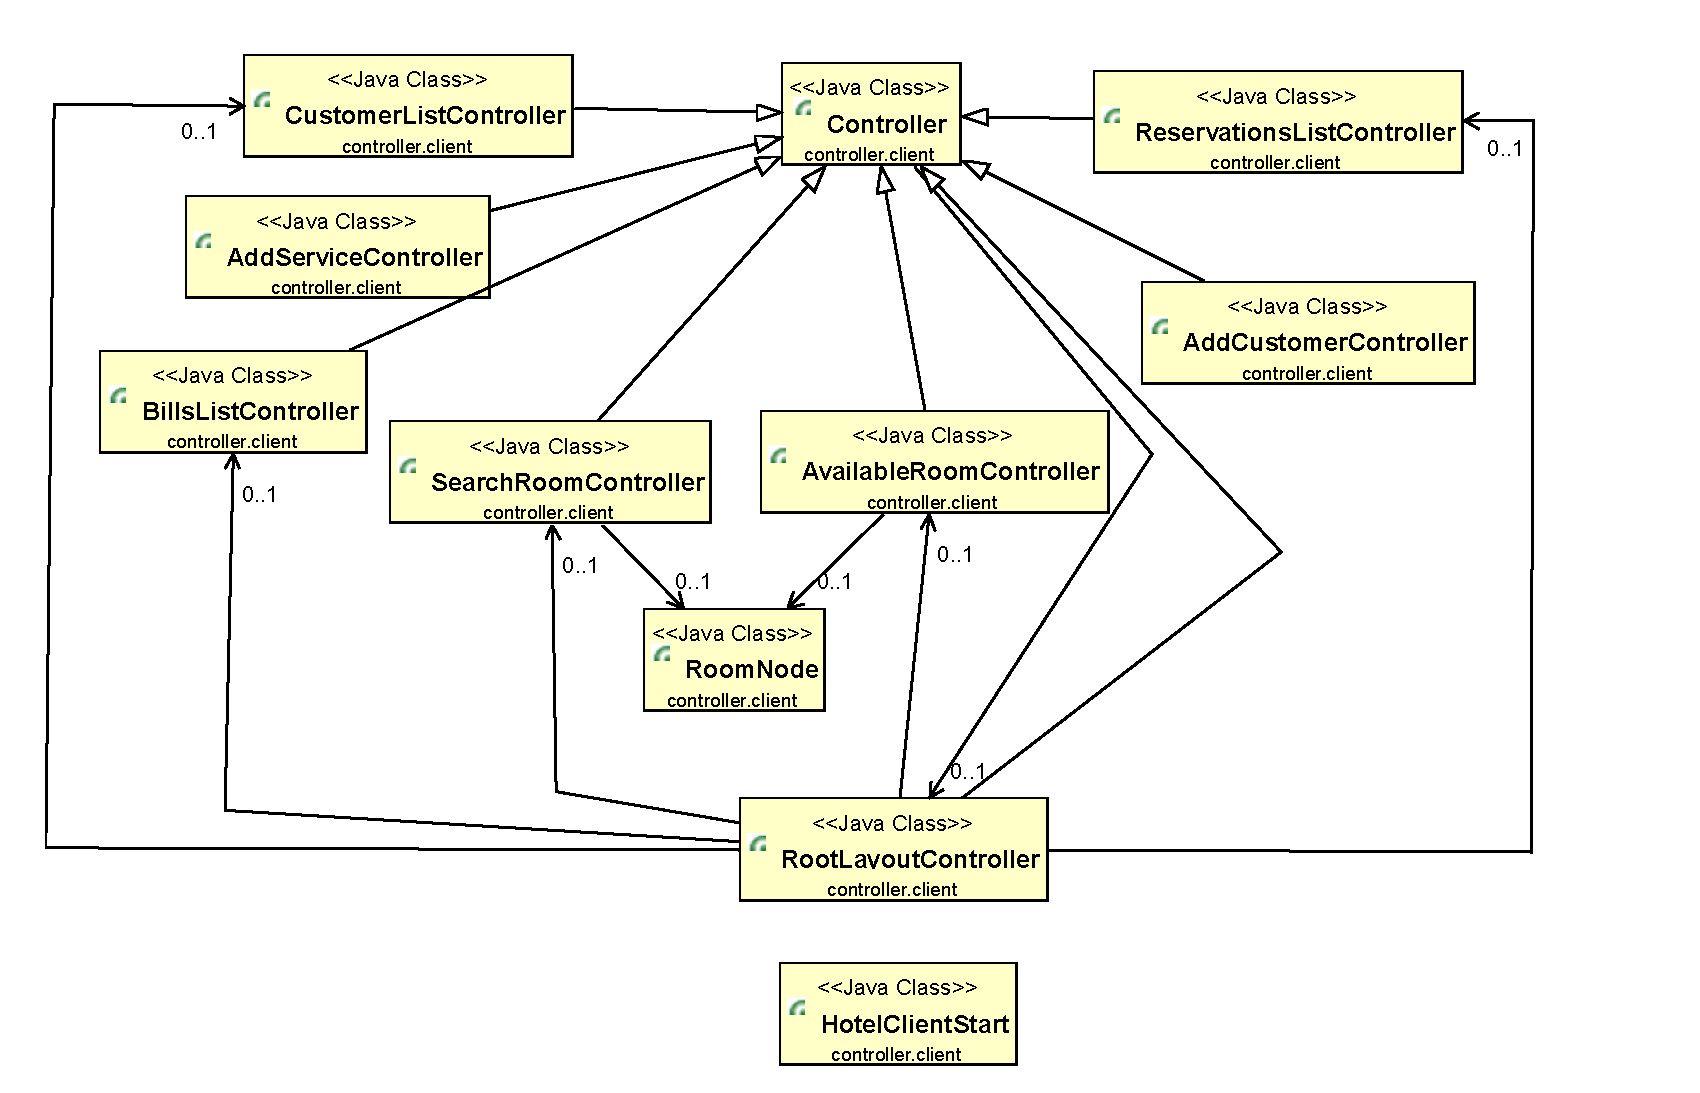 <<Java Class>>
CustomerListController
controller.client
0..1
<<Java Class>>
Controller
controller.client
<<Java Class>>
ReservationsListController
controller.client
0..1
<<Java Class>>
AddServiceController
controller.client
<<Java Class>>
AddCustomerController
controller.client
<<Java Class>>
BillsListController
controller.client
0..1
<<Java Class>>
SearchRoomController
controller.client
0..1
<<Java Class>>
AvailableRoomController
controller.client
0..1
0..1
0..1
<<Java Class>>
RoomNode
controller.client
0..1
<<Java Class>>
RootLayoutController
controller.client
<<Java Class>>
HotelClientStart
controller.client